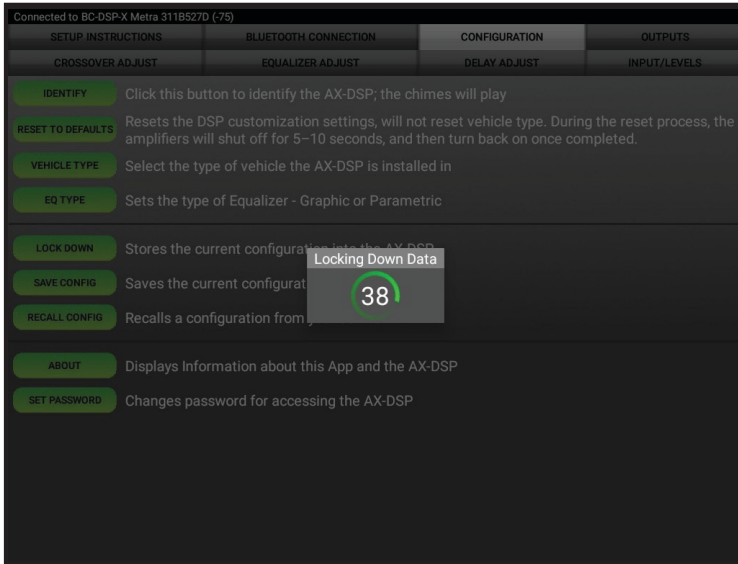 Connected to BC-DSP-X Metra 311B527D (-75)
SETUP INSTRUCTIONS BLUETOOTH CONNECTION CONFIGURATION OUTPUTS
CROSSOVER ADJUST EQUALIZER ADJUST DELAY ADJUST INPUT/LEVELS
IDENTIFY Click this button to identify the AX-DSP; the chimes will play
RESET TO DEFAULTS Resets the DSP customization settings, will not reset vehicle type. During the reset process, the
amplifiers will shut off for 5–10 seconds, and then turn back on once completed.
VEHICLE TYPE Select the type of vehicle the AX-DSP is installed in
EQ TYPE Sets the type of Equalizer - Graphic or Parametric
LOCK DOWN Stores the current configuration into the AX-DSP
Locking Down Data
SAVE CONFIG Saves the current configurat
38
RECALL CONFIG Recalls a configuration from
ABOUT Displays Information about this App and the AX-DSP
SET PASSWORD Changes password for accessing the AX-DSP